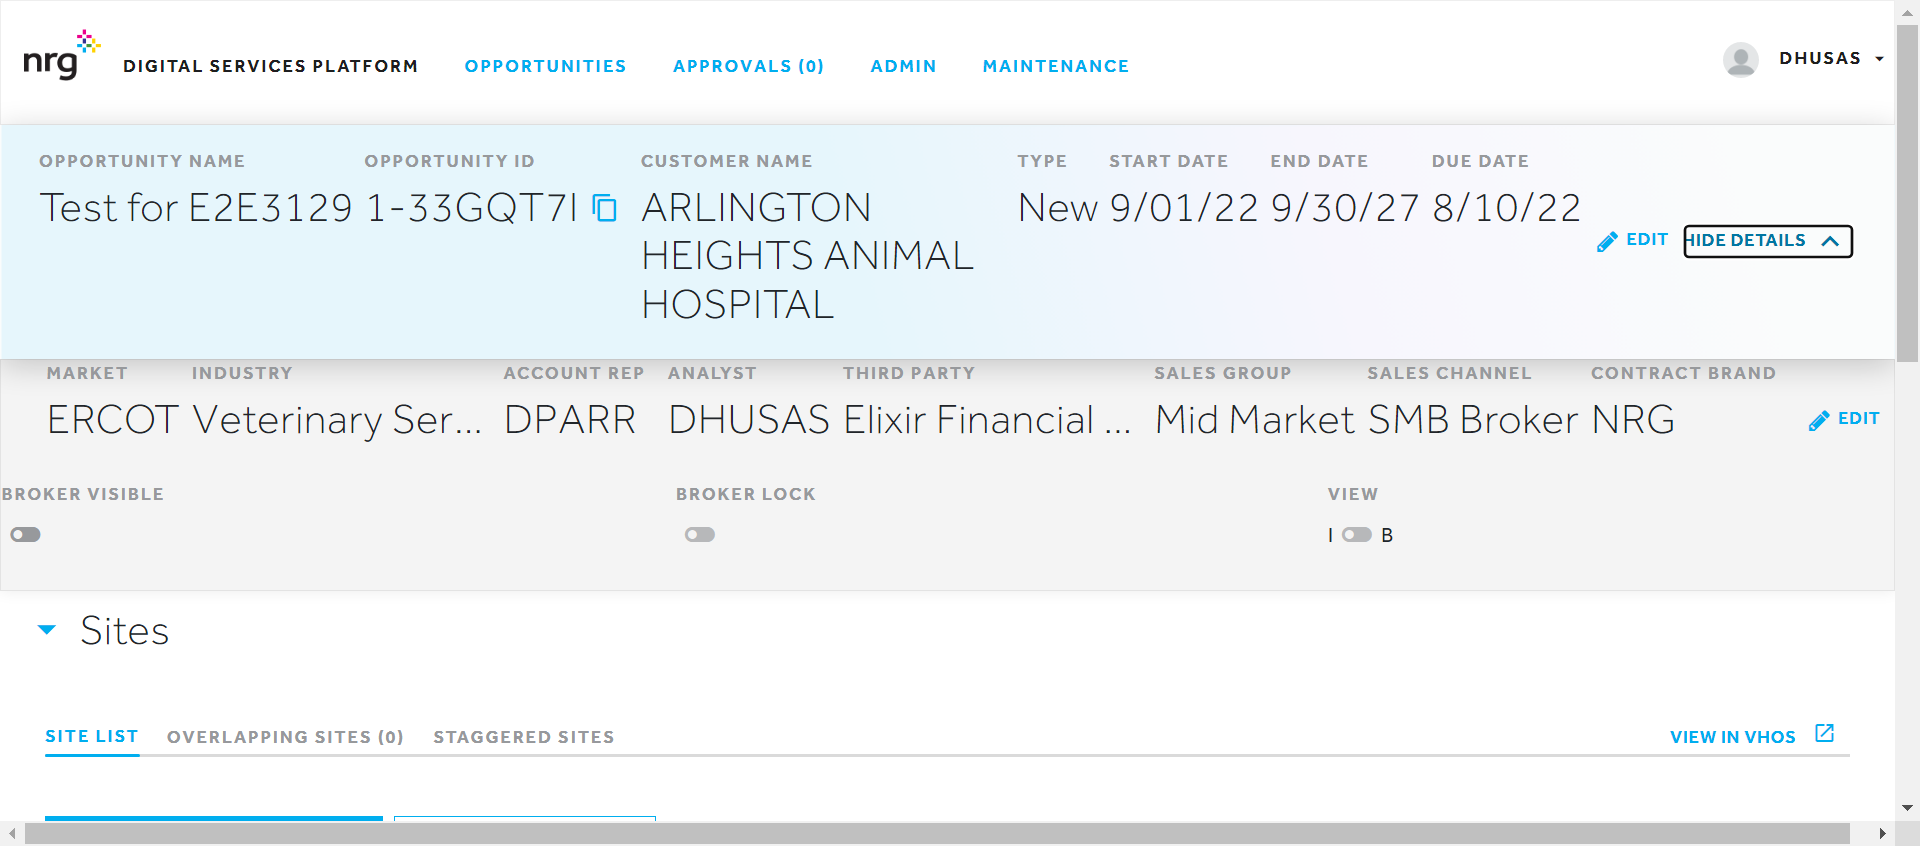 nrg
DIGITAL SERVICES PLATFORM OPPORTUNITIES APPROVALS (0) ADMIN MAINTENANCE
DHUSAS
OPPORTUNITY NAME OPPORTUNITY ID CUSTOMER NAME TYPE START DATE END DATE DUE DATE
Test for E2E3129 1-33GQT7I ARLINGTON HEIGHTS ANIMAL HOSPITAL New 9/01/22 9/30/27 8/10/22
EDIT HIDE DETAILS
MARKET INDUSTRY ACCOUNT REP ANALYST THIRD PARTY SALES GROUP SALES CHANNEL CONTRACT BRAND
ERCOT Veterinary Ser... DPARR DHUSAS Elixir Financial ... Mid Market SMB Broker NRG
EDIT
BROKER VISIBLE BROKER LOCK VIEW
I B
Sites
SITE LIST OVERLAPPING SITES (0) STAGGERED SITES VIEW IN VHOS